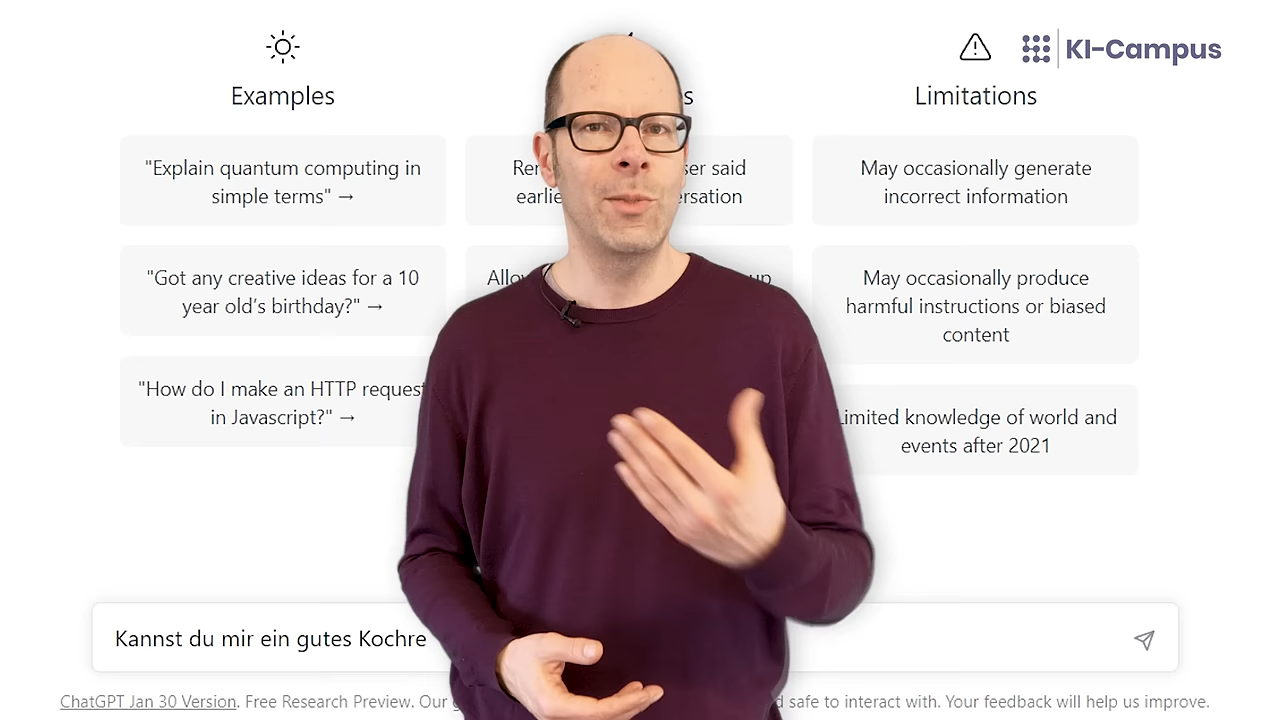 KI-Campus
Examples
Limitations
"Explain quantum computing in
simple terms" →
"Got any creative ideas for a 10
year old's birthday?" →
"How do I make an HTTP request
in Javascript?" →
ser said
May occasionally generate
incorrect information
May occasionally produce
harmful instructions or biased
content
Limited knowledge of world and
events after 2021
Kannst du mir ein gutes Kochre
ChatGPT Jan 30 Version. Free Research Preview. Our safe to interact with. Your feedback will help us improve.